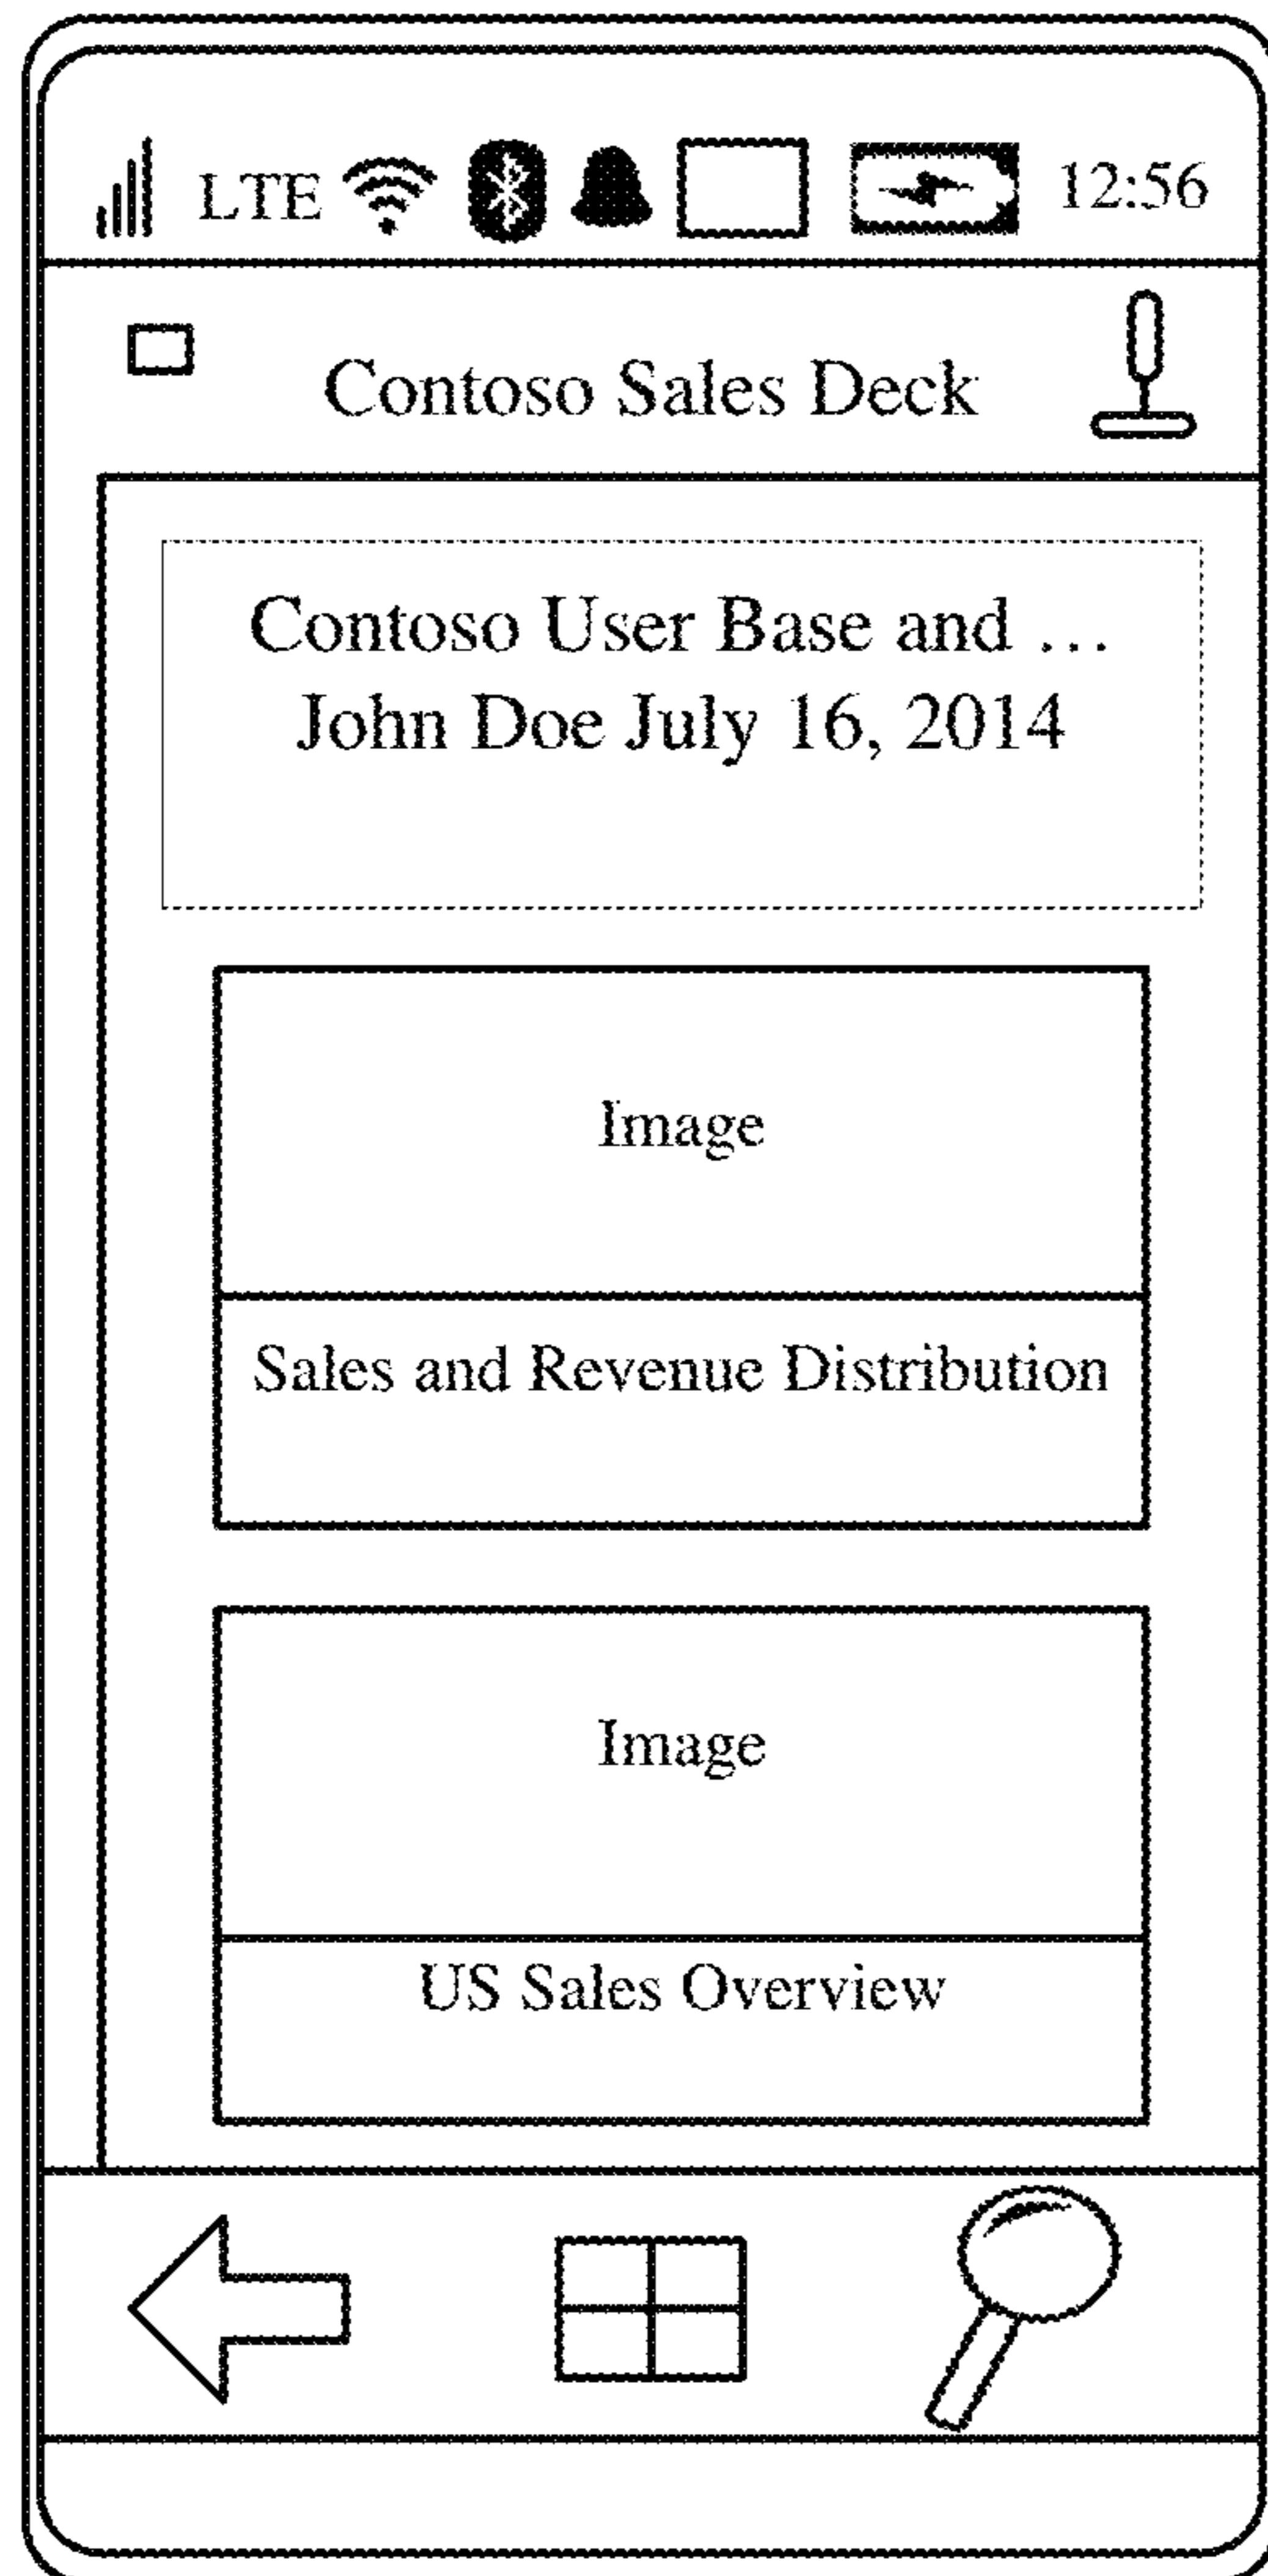 LTE 12:56
Contoso Sales Deck
Contoso User Base and ...
John Doe July 16, 2014
Image
Sales and Revenue Distribution
Image
US Sales Overview